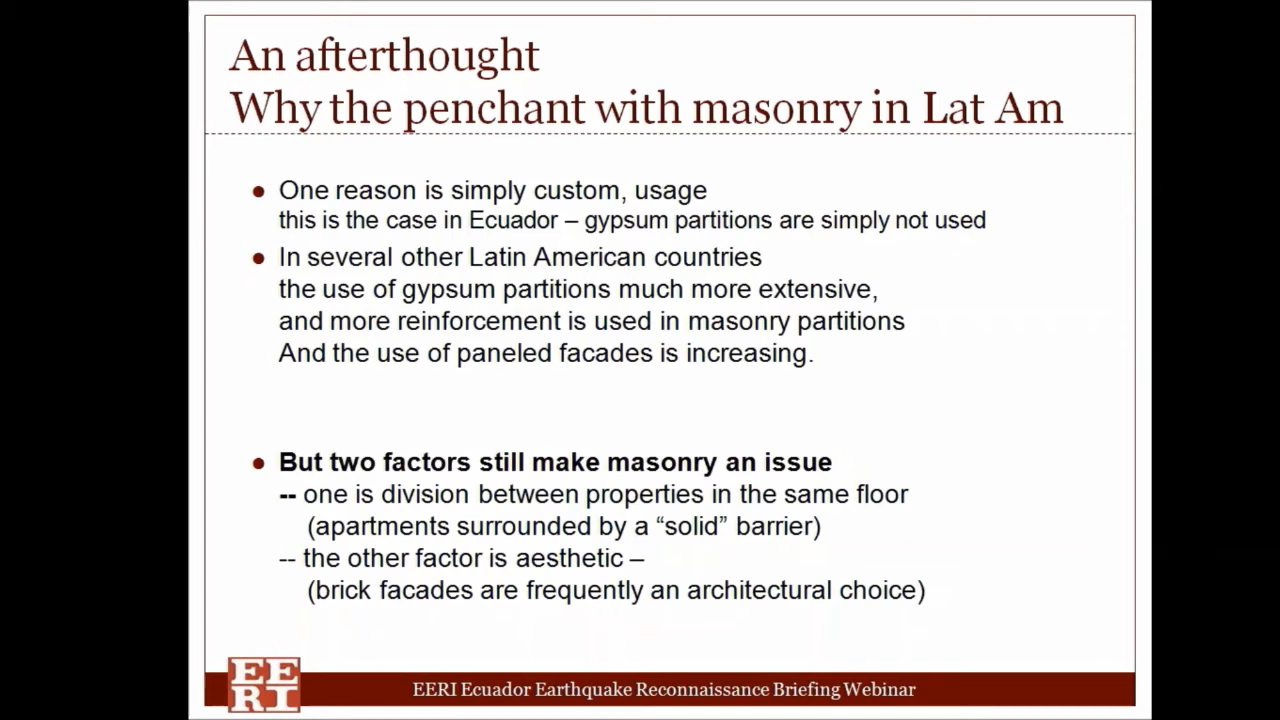 An afterthought
Why the penchant with masonry in Lat Am
● One reason is simply custom, usage
this is the case in Ecuador – gypsum partitions are simply not used
● In several other Latin American countries
the use of gypsum partitions much more extensive,
and more reinforcement is used in masonry partitions
And the use of paneled facades is increasing.
● But two factors still make masonry an issue
-- one is division between properties in the same floor
(apartments surrounded by a “solid” barrier)
-- the other factor is aesthetic –
(brick facades are frequently an architectural choice)
EE
RI
EERI Ecuador Earthquake Reconnaissance Briefing Webinar